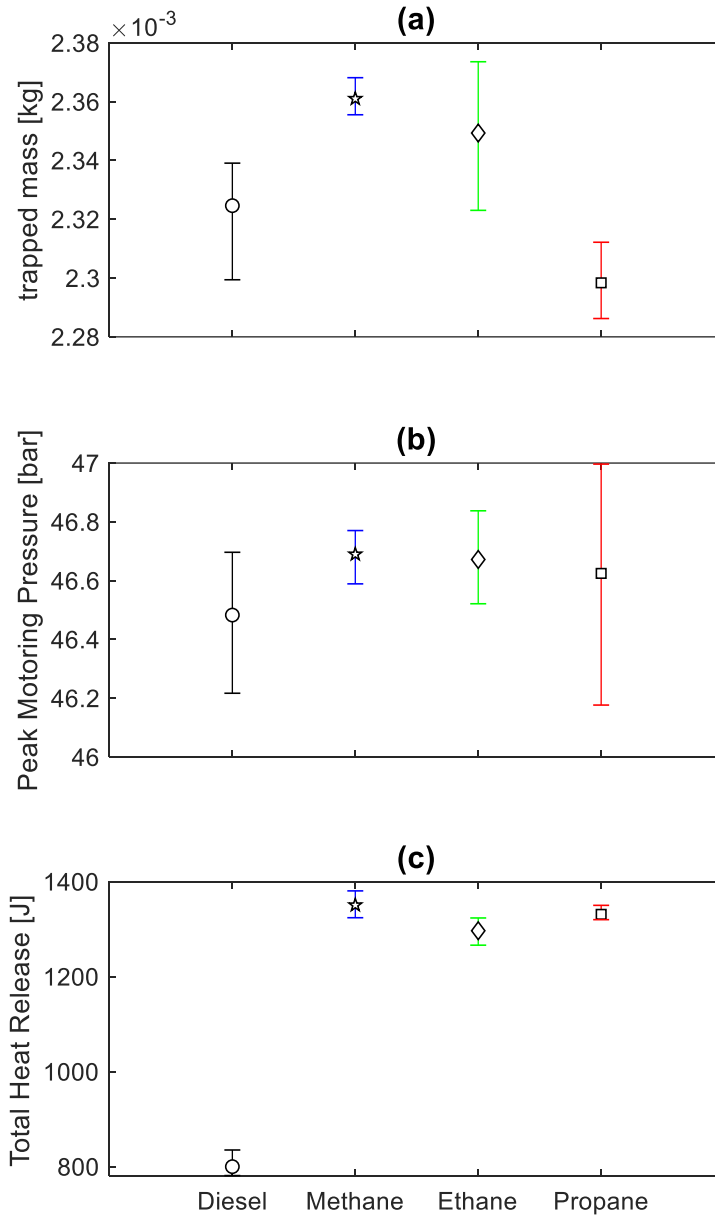 (a)
×10⁻³
2.38
2.36
2.34
2.32
2.3
2.28
trapped mass [kg]
(b)
47
46.8
46.6
46.4
46.2
46
Peak Motoring Pressure [bar]
(c)
1400
1200
1000
800
Total Heat Release [J]
Diesel Methane Ethane Propane